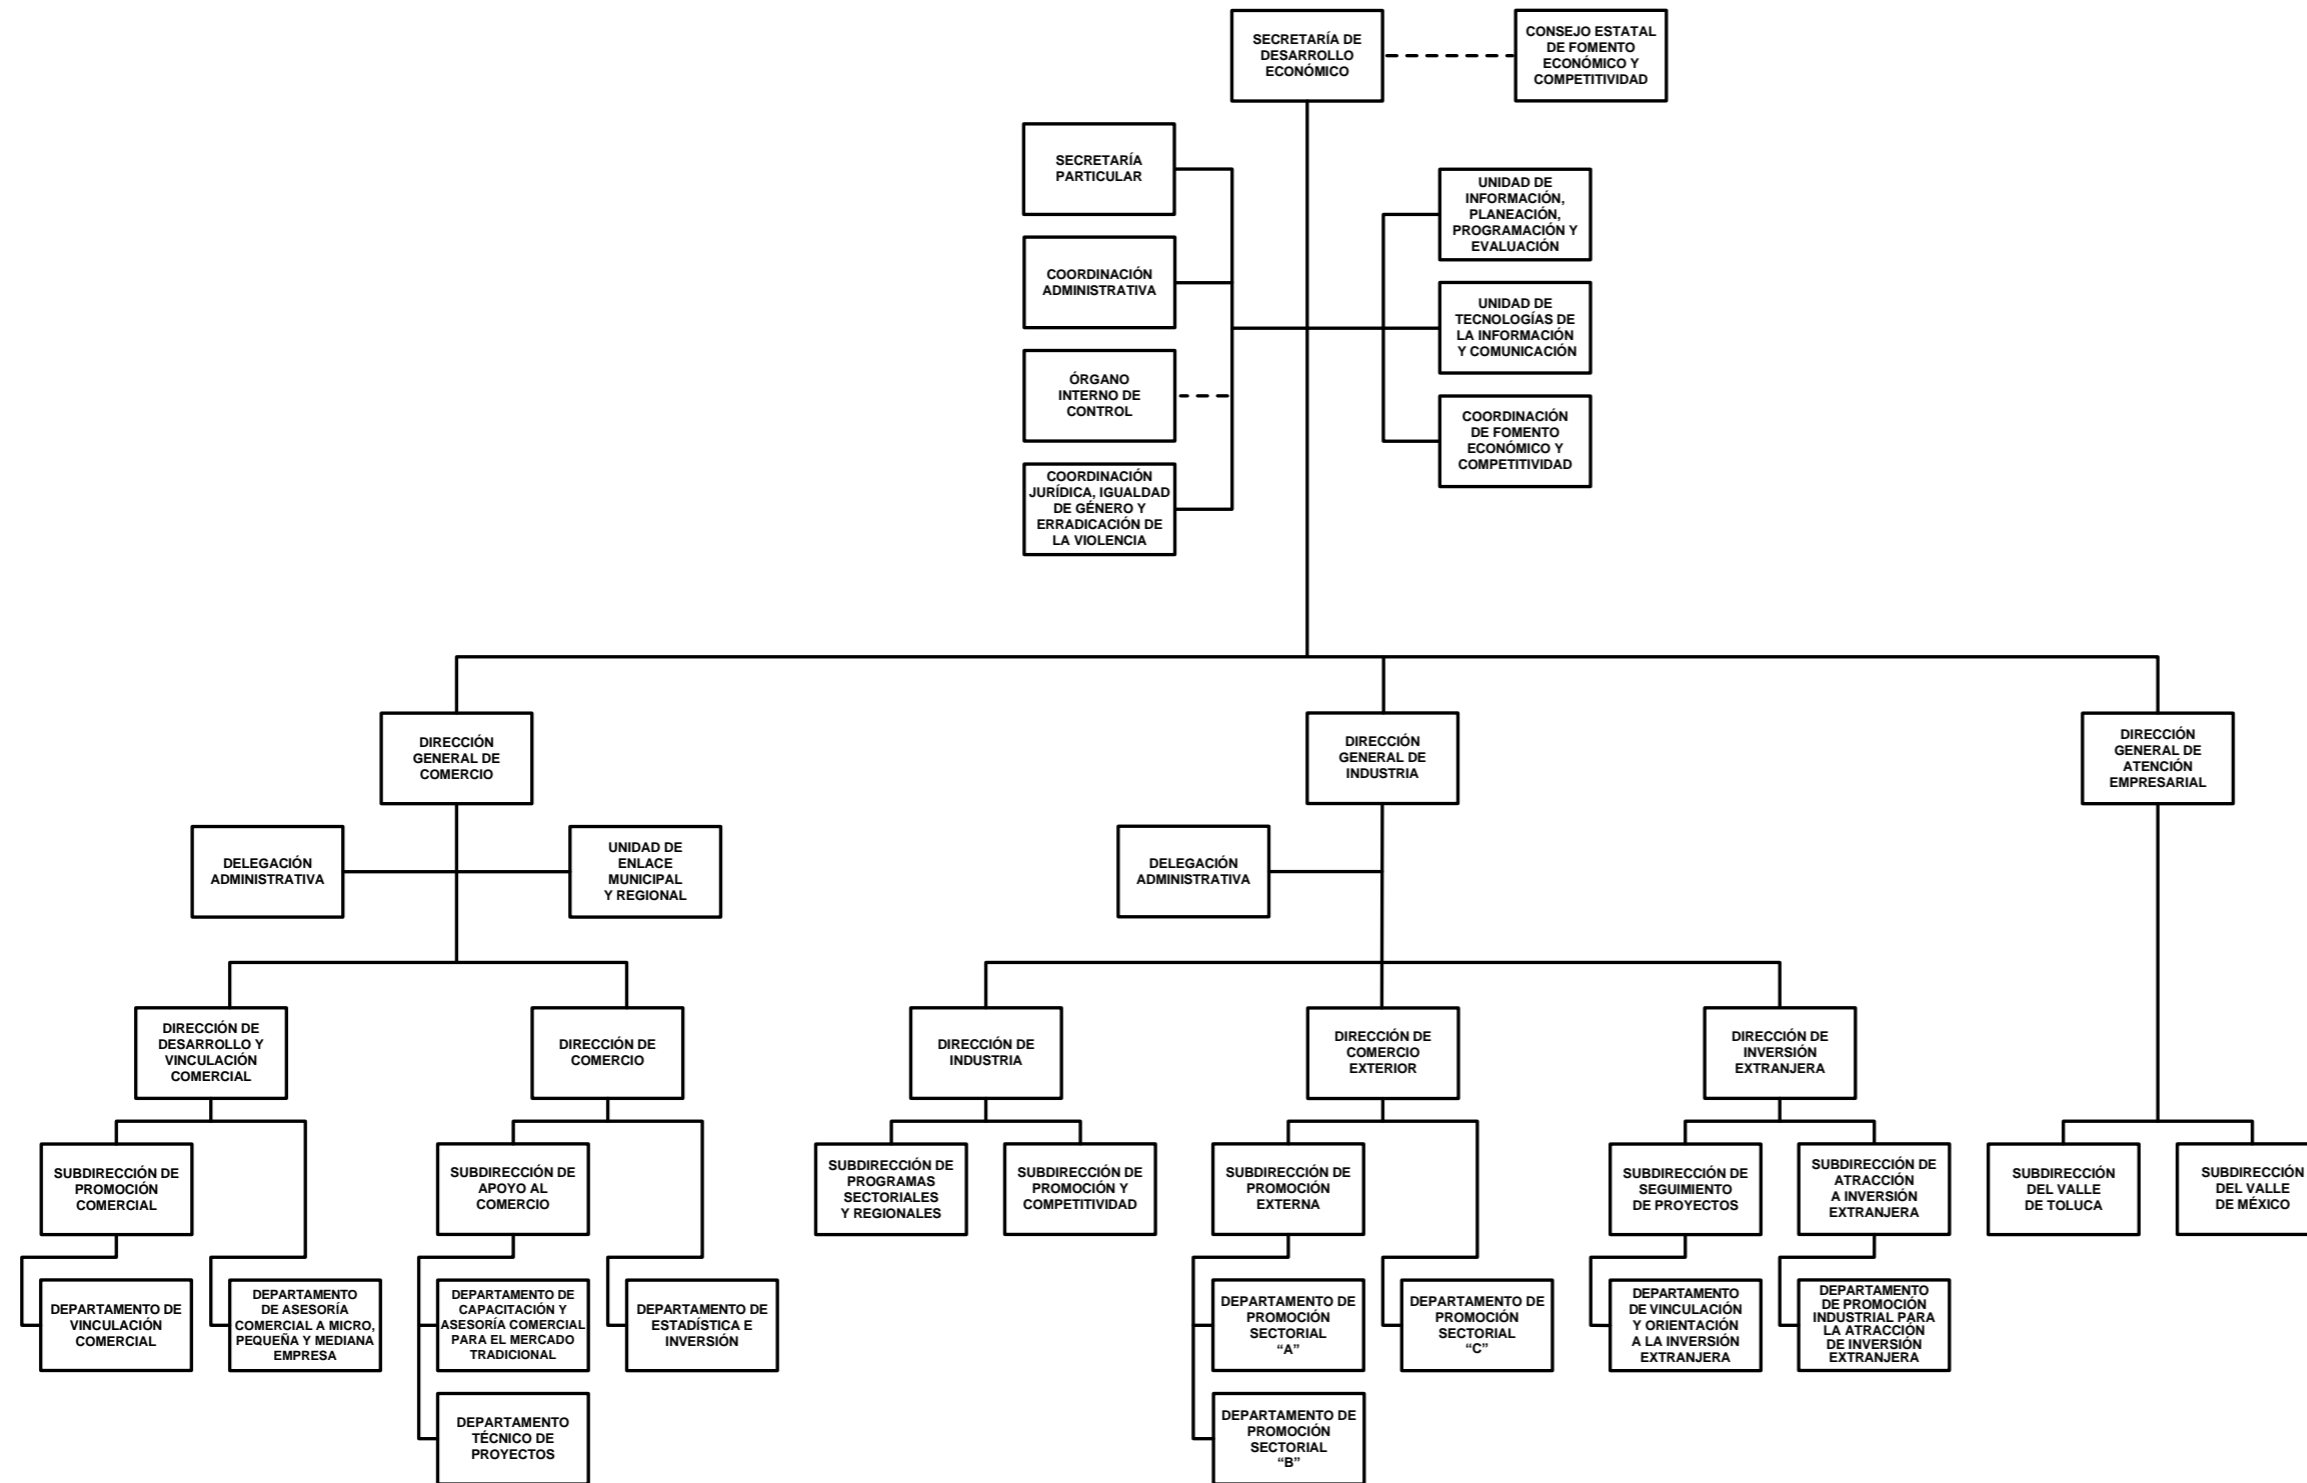 SECRETARÍA DE
DESARROLLO
ECONÓMICO
CONSEJO ESTATAL
DE FOMENTO
ECONÓMICO Y
COMPETITIVIDAD
SECRETARÍA
PARTICULAR
UNIDAD DE
INFORMACIÓN,
PLANEACIÓN,
PROGRAMACIÓN Y
EVALUACIÓN
COORDINACIÓN
ADMINISTRATIVA
UNIDAD DE
TECNOLOGÍAS DE
LA INFORMACIÓN
Y COMUNICACIÓN
ÓRGANO
INTERNO DE
CONTROL
COORDINACIÓN
DE FOMENTO
ECONÓMICO Y
COMPETITIVIDAD
COORDINACIÓN
JURÍDICA, IGUALDAD
DE GÉNERO Y
ERRADICACIÓN DE
LA VIOLENCIA
DIRECCIÓN
GENERAL DE
COMERCIO
DIRECCIÓN
GENERAL DE
INDUSTRIA
DIRECCIÓN
GENERAL DE
ATENCIÓN
EMPRESARIAL
DELEGACIÓN
ADMINISTRATIVA
UNIDAD DE
ENLACE
MUNICIPAL
Y REGIONAL
DELEGACIÓN
ADMINISTRATIVA
DIRECCIÓN DE
DESARROLLO Y
VINCULACIÓN
COMERCIAL
DIRECCIÓN DE
COMERCIO
DIRECCIÓN DE
INDUSTRIA
DIRECCIÓN DE
COMERCIO
EXTERIOR
DIRECCIÓN DE
INVERSIÓN
EXTRANJERA
SUBDIRECCIÓN DE
PROMOCIÓN
COMERCIAL
SUBDIRECCIÓN DE
APOYO AL
COMERCIO
SUBDIRECCIÓN DE
PROGRAMAS
SECTORIALES
Y REGIONALES
SUBDIRECCIÓN DE
PROMOCIÓN Y
COMPETITIVIDAD
SUBDIRECCIÓN DE
PROMOCIÓN
EXTERNA
SUBDIRECCIÓN DE
SEGUIMIENTO
DE PROYECTOS
SUBDIRECCIÓN DE
ATRACCIÓN
A INVERSIÓN
EXTRANJERA
SUBDIRECCIÓN
DEL VALLE
DE TOLUCA
SUBDIRECCIÓN
DEL VALLE
DE MÉXICO
DEPARTAMENTO DE
VINCULACIÓN
COMERCIAL
DEPARTAMENTO
DE ASESORÍA
COMERCIAL A MICRO,
PEQUEÑA Y MEDIANA
EMPRESA
DEPARTAMENTO DE
CAPACITACIÓN Y
ASESORÍA COMERCIAL
PARA EL MERCADO
TRADICIONAL
DEPARTAMENTO DE
ESTADÍSTICA E
INVERSIÓN
DEPARTAMENTO DE
PROMOCIÓN
SECTORIAL
“A”
DEPARTAMENTO DE
PROMOCIÓN
SECTORIAL
“C”
DEPARTAMENTO
DE VINCULACIÓN
Y ORIENTACIÓN
A LA INVERSIÓN
EXTRANJERA
DEPARTAMENTO
DE PROMOCIÓN
INDUSTRIAL PARA
LA ATRACCIÓN
DE INVERSIÓN
EXTRANJERA
DEPARTAMENTO
TÉCNICO DE
PROYECTOS
DEPARTAMENTO DE
PROMOCIÓN
SECTORIAL
“B”